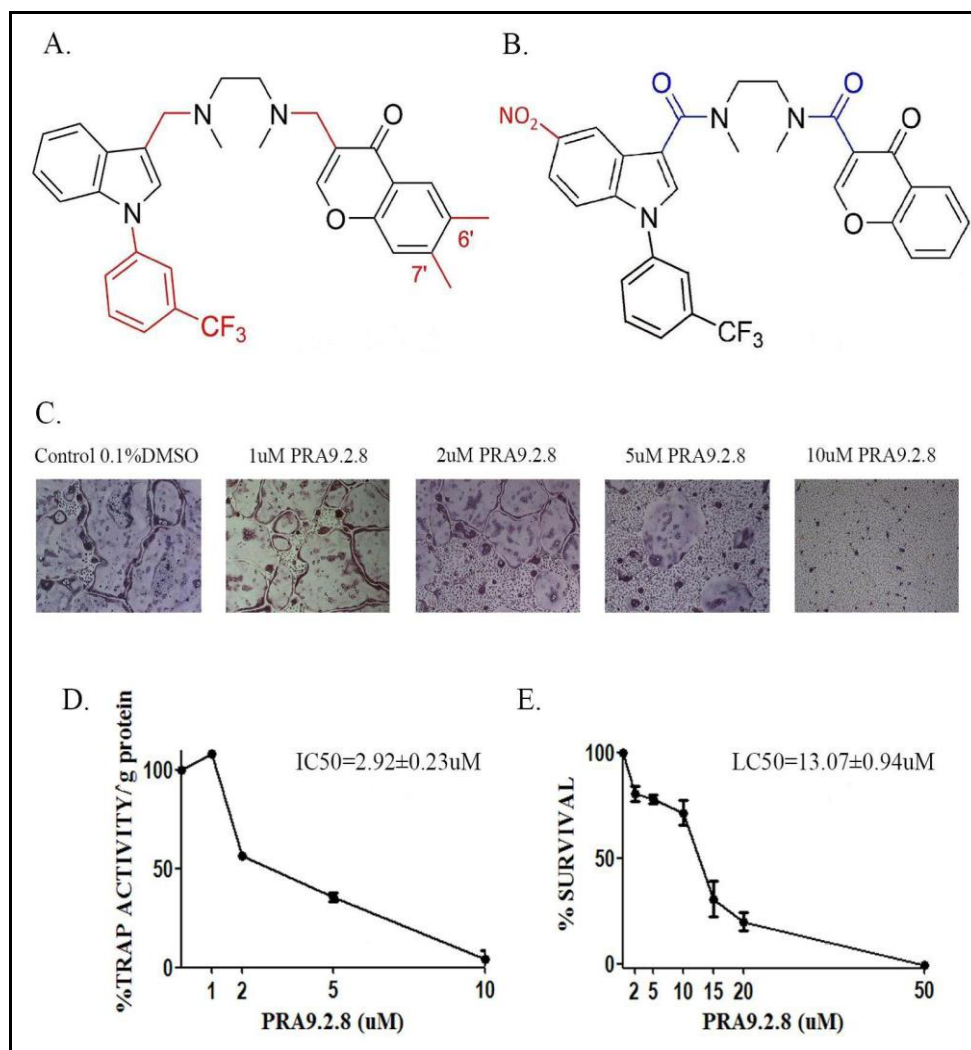 A.
N
N
O
O
N
6'
7'
CF3
B.
O
O
NO2
N
N
O
O
N
CF3
C.
Control 0.1%DMSO
1uM PRA9.2.8
2uM PRA9.2.8
5uM PRA9.2.8
10uM PRA9.2.8
D.
%TRAP ACTIVITY/g protein
IC50=2.92±0.23uM
100
50
0
1 2 5 10
PRA9.2.8 (uM)
E.
% SURVIVAL
LC50=13.07±0.94uM
100
50
0
2 5 10 15 20 50
PRA9.2.8 (uM)